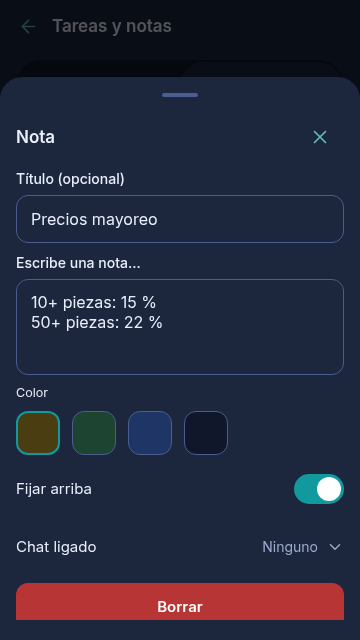 Tareas y notas
Nota
Título (opcional)
Precios mayoreo
Escribe una nota...
10+ piezas: 15 %
50+ piezas: 22 %
Color
Fijar arriba
Chat ligado
Ninguno
Borrar